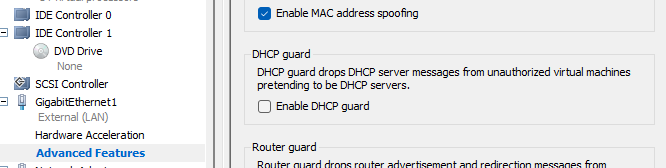 IDE Controller 0
IDE Controller 1
DVD Drive
None
SCSI Controller
GigabitEthernet1
External (LAN)
Hardware Acceleration
Advanced Features
Enable MAC address spoofing
DHCP guard
DHCP guard drops DHCP server messages from unauthorized virtual machines
pretending to be DHCP servers.
Enable DHCP guard
Router guard
Router guard drops router advertisement and redirection messages from